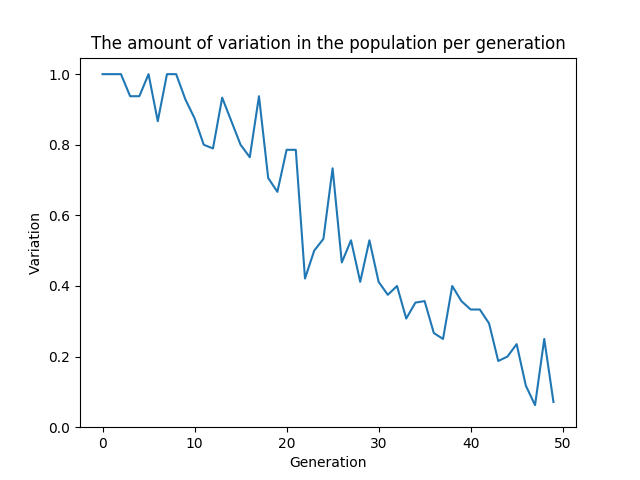 The amount of variation in the population per generation
1.0
0.8
0.6
0.4
0.2
0.0
Variation
0 10 20 30 40 50
Generation